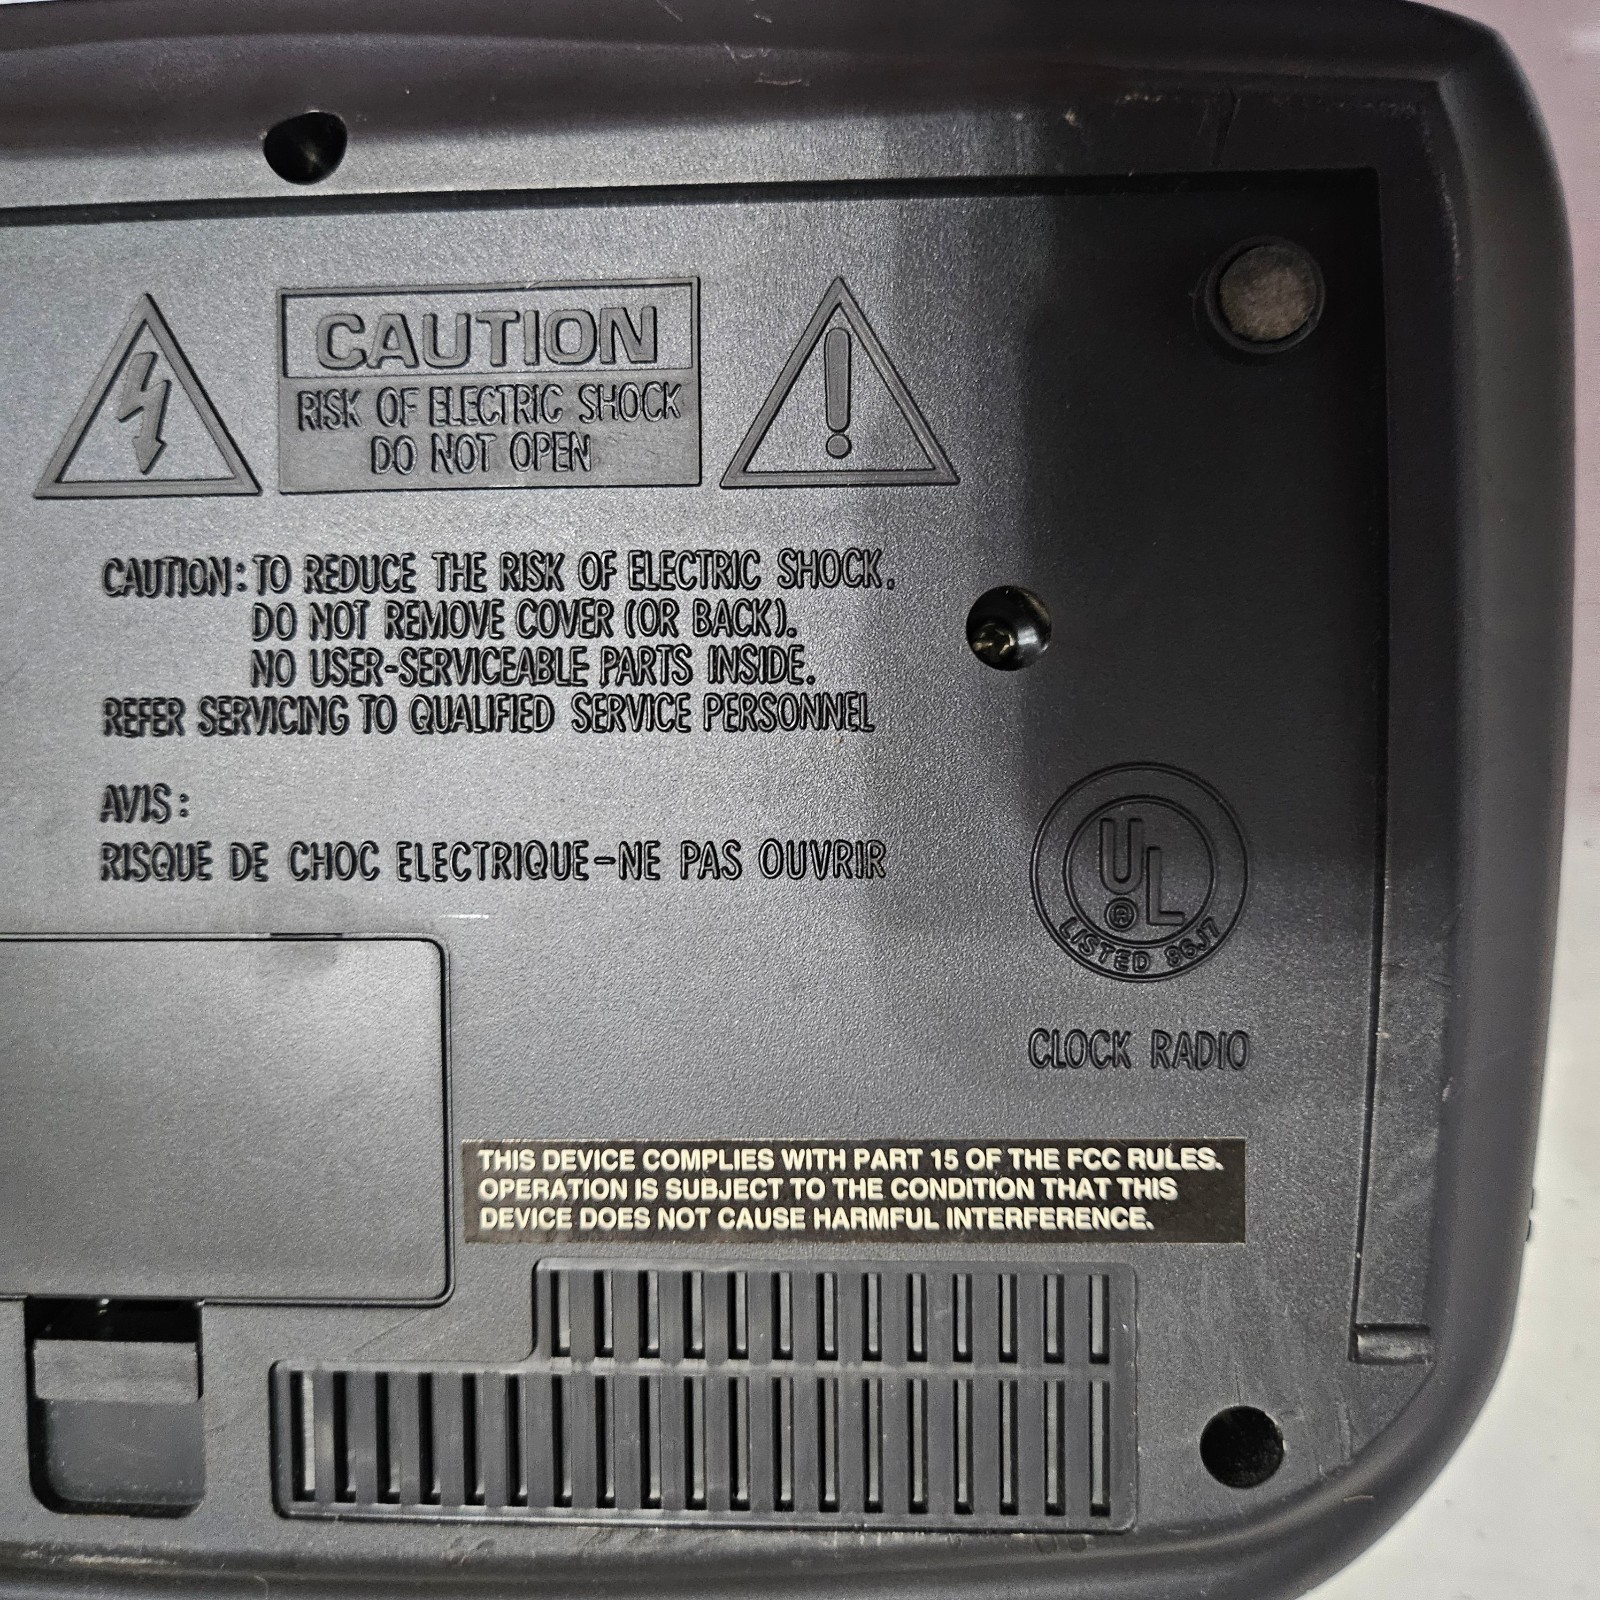 CAUTION
RISK OF ELECTRIC SHOCK
DO NOT OPEN
CAUTION: TO REDUCE THE RISK OF ELECTRIC SHOCK,
DO NOT REMOVE COVER (OR BACK).
NO USER-SERVICEABLE PARTS INSIDE.
REFER SERVICING TO QUALIFIED SERVICE PERSONNEL
AVIS:
RISQUE DE CHOC ELECTRIQUE-NE PAS OUVRIR
UL
®
LISTED 86J7
CLOCK RADIO
THIS DEVICE COMPLIES WITH PART 15 OF THE FCC RULES.
OPERATION IS SUBJECT TO THE CONDITION THAT THIS
DEVICE DOES NOT CAUSE HARMFUL INTERFERENCE.